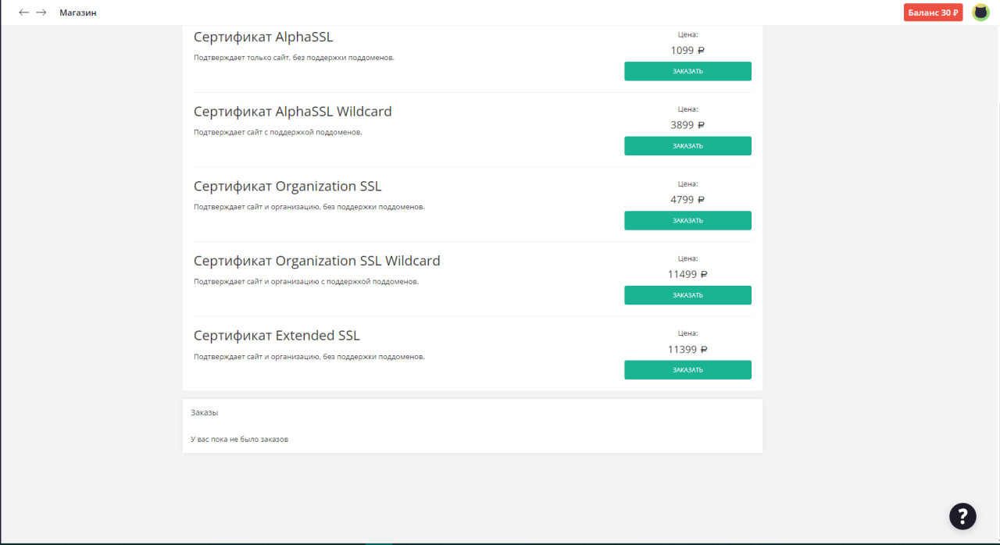 Магазин
Баланс 30 ₽
Сертификат AlphaSSL
Подтверждает только сайт, без поддержки поддоменов.
Цена:
1099 ₽
ЗАКАЗАТЬ
Сертификат AlphaSSL Wildcard
Подтверждает сайт с поддержкой поддоменов.
Цена:
3899 ₽
ЗАКАЗАТЬ
Сертификат Organization SSL
Подтверждает сайт и организацию, без поддержки поддоменов.
Цена:
4799 ₽
ЗАКАЗАТЬ
Сертификат Organization SSL Wildcard
Подтверждает сайт и организацию с поддержкой поддоменов.
Цена:
11499 ₽
ЗАКАЗАТЬ
Сертификат Extended SSL
Подтверждает сайт и организацию, без поддержки поддоменов.
Цена:
11399 ₽
ЗАКАЗАТЬ
Заказы
У вас пока не было заказов
?